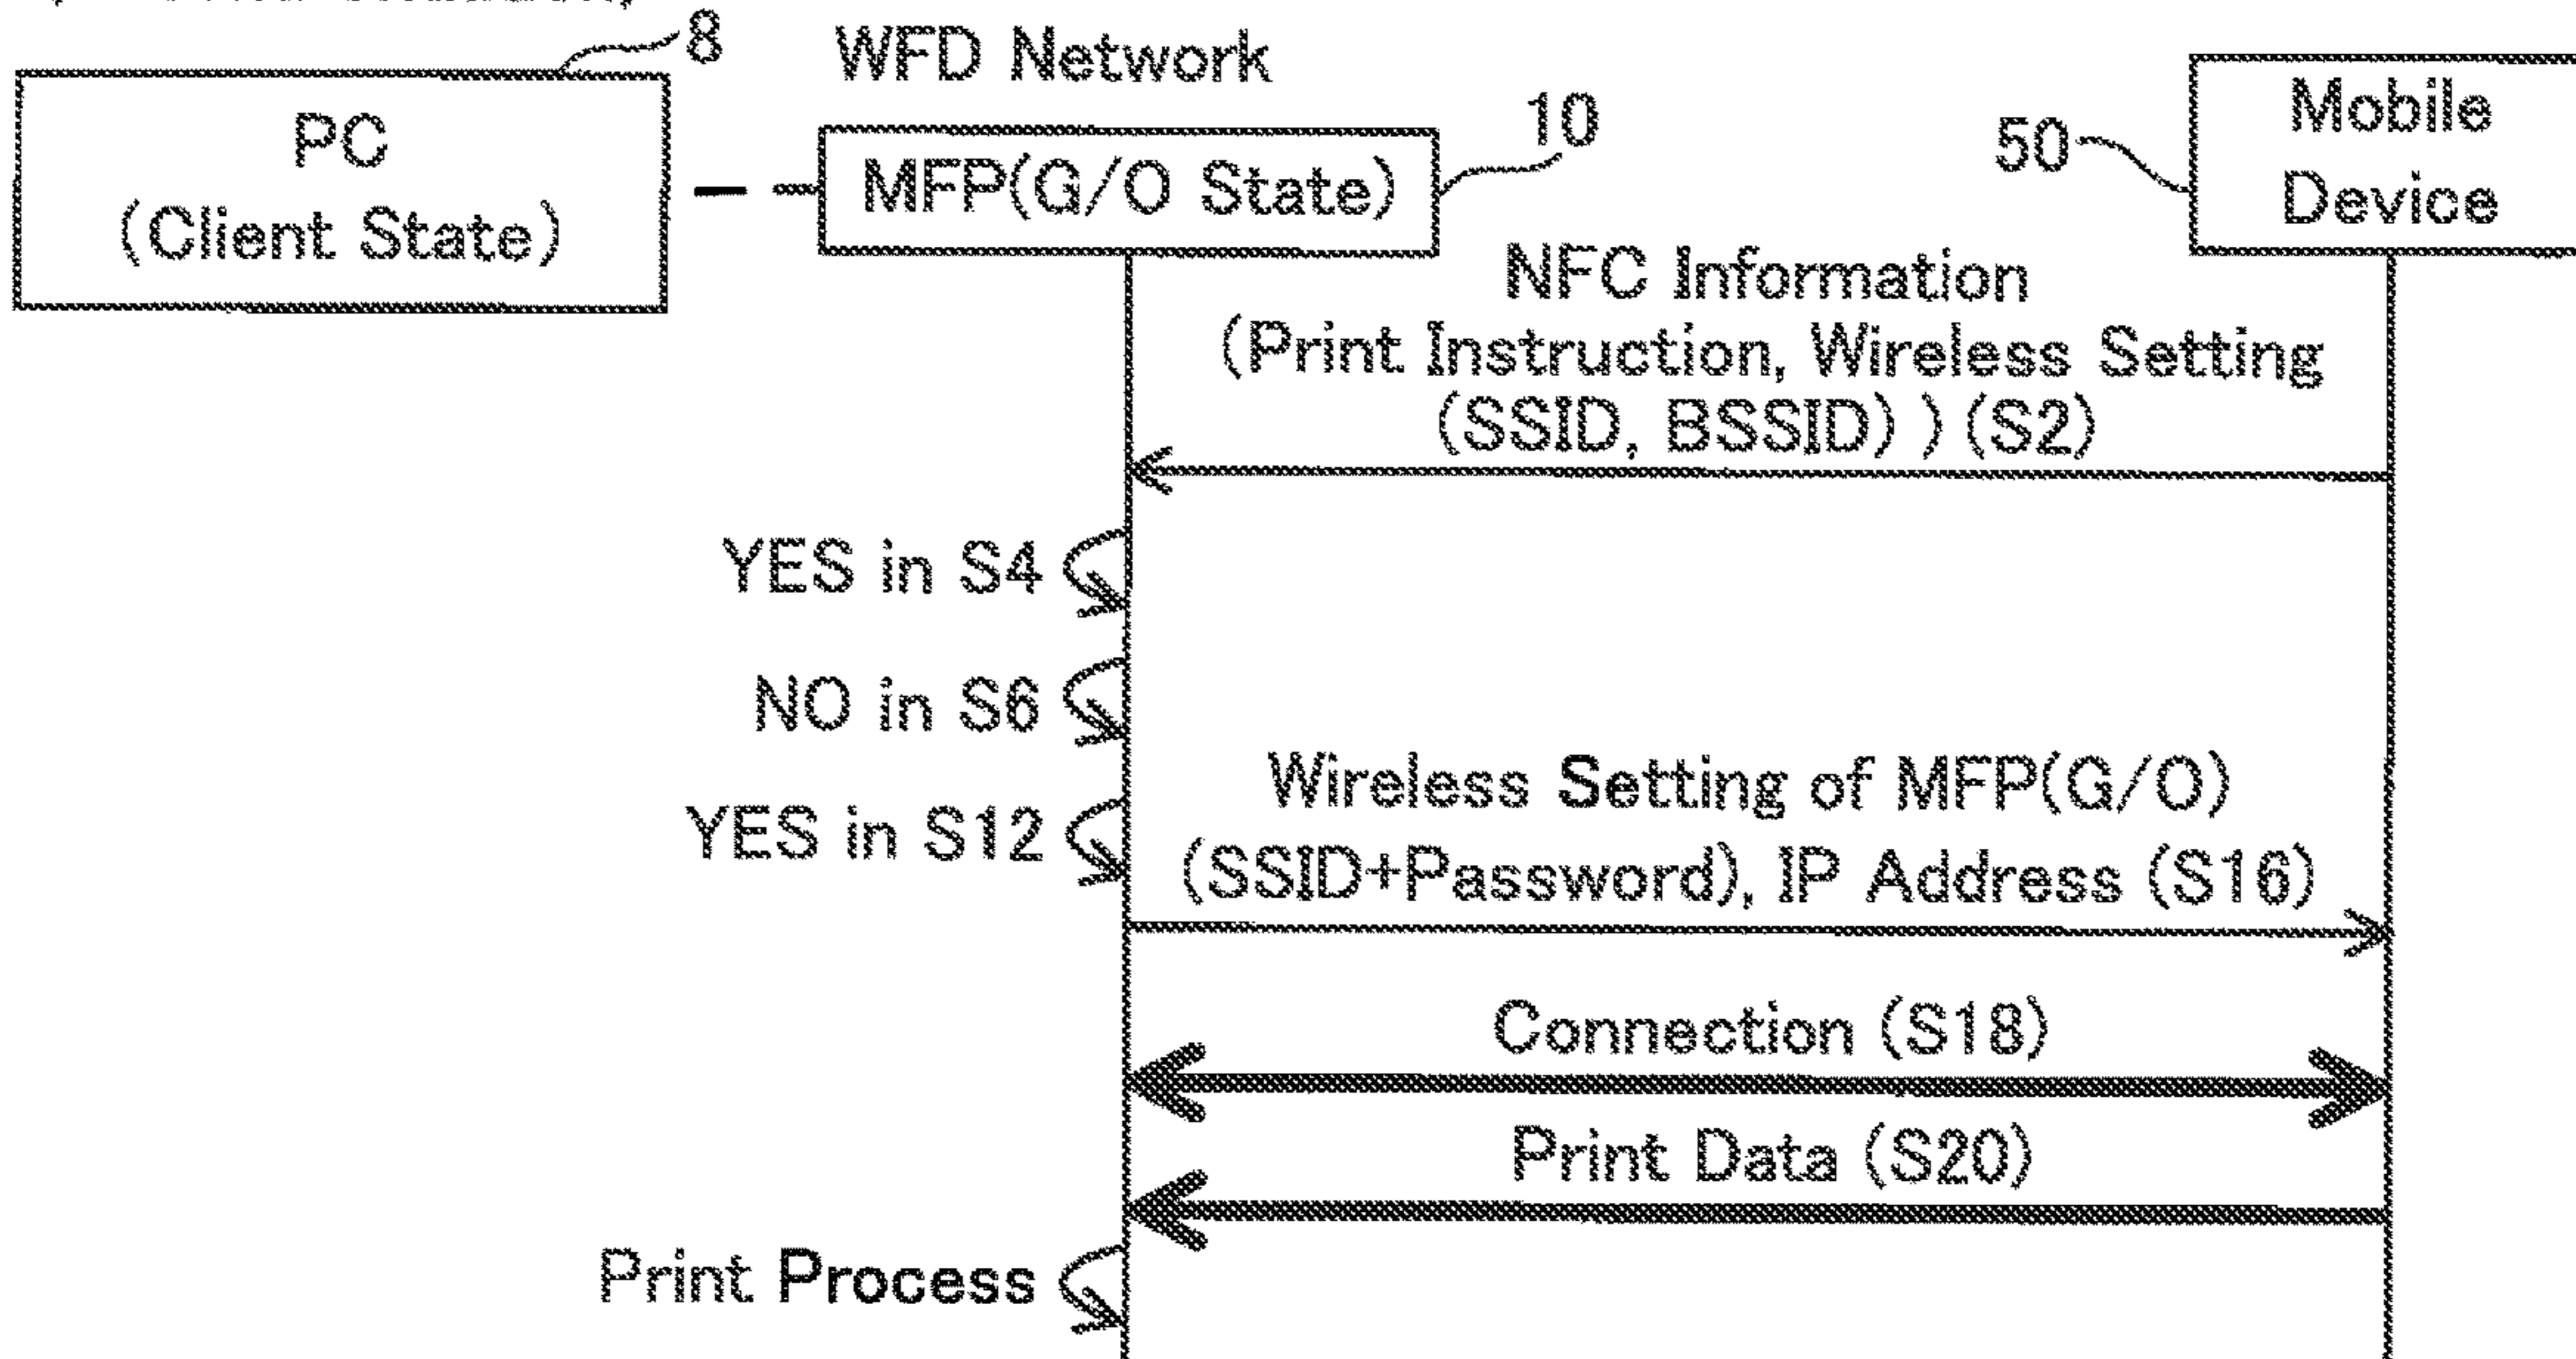 8
WFD Network
PC
(Client State)
MFP(G/O State)
10
50
Mobile
Device
NFC Information
(Print Instruction, Wireless Setting
(SSID, BSSID) ) (S2)
YES in S4
NO in S6
YES in S12
Wireless Setting of MFP(G/O)
(SSID+Password), IP Address (S16)
Connection (S18)
Print Data (S20)
Print Process